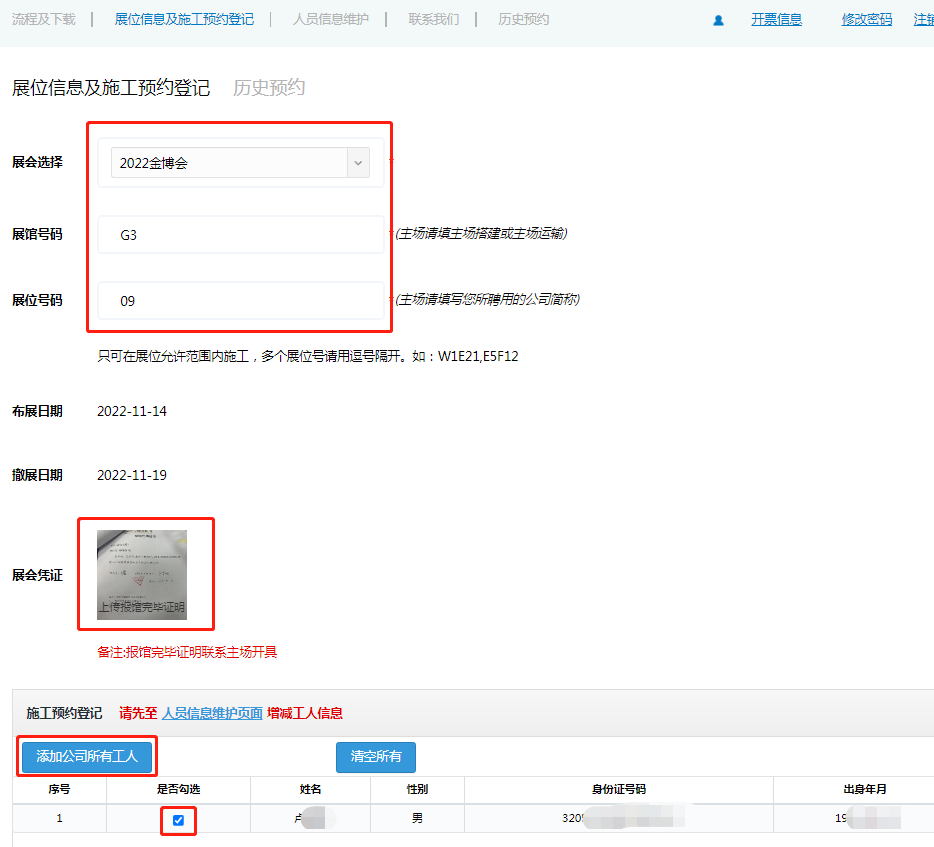 流程及下载 | 展位信息及施工预约登记 | 人员信息维护 | 联系我们 | 历史预约 开票信息 修改密码 注
展位信息及施工预约登记 历史预约
展会选择 2022金博会
展馆号码 G3 *(主场请填主场搭建或主场运输)
展位号码 09 *(主场请填写您所聘用的公司简称)
只可在展位允许范围内施工，多个展位号请用逗号隔开。如：W1E21,E5F12
布展日期 2022-11-14
撤展日期 2022-11-19
展会凭证
上传报馆完毕证明
备注:报馆完毕证明联系主场开具
施工预约登记 请先至 人员信息维护页面 增减工人信息
添加公司所有工人 清空所有
序号 是否勾选 姓名 性别 身份证号码 出身年月
1 卢 男 320 19